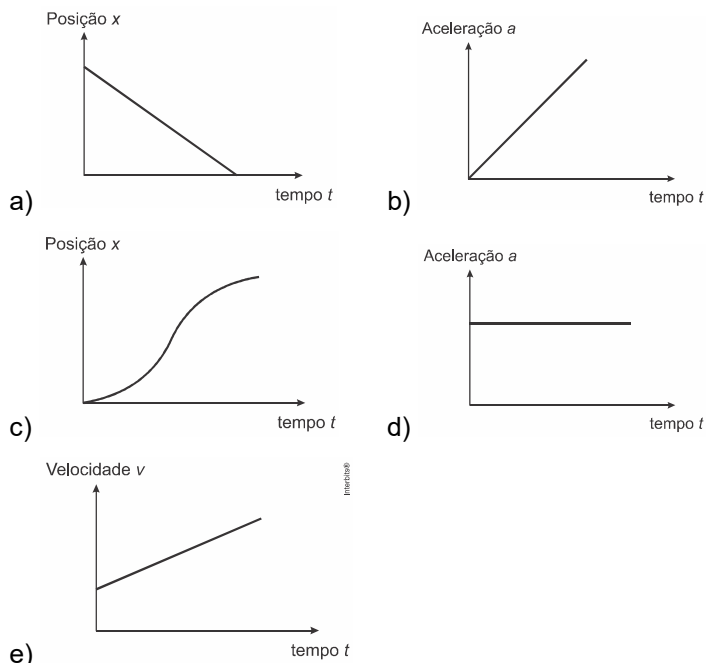 Posição x
tempo t
a)
Aceleração a
tempo t
b)
Posição x
tempo t
c)
Aceleração a
tempo t
d)
Velocidade v
Interbits®
tempo t
e)